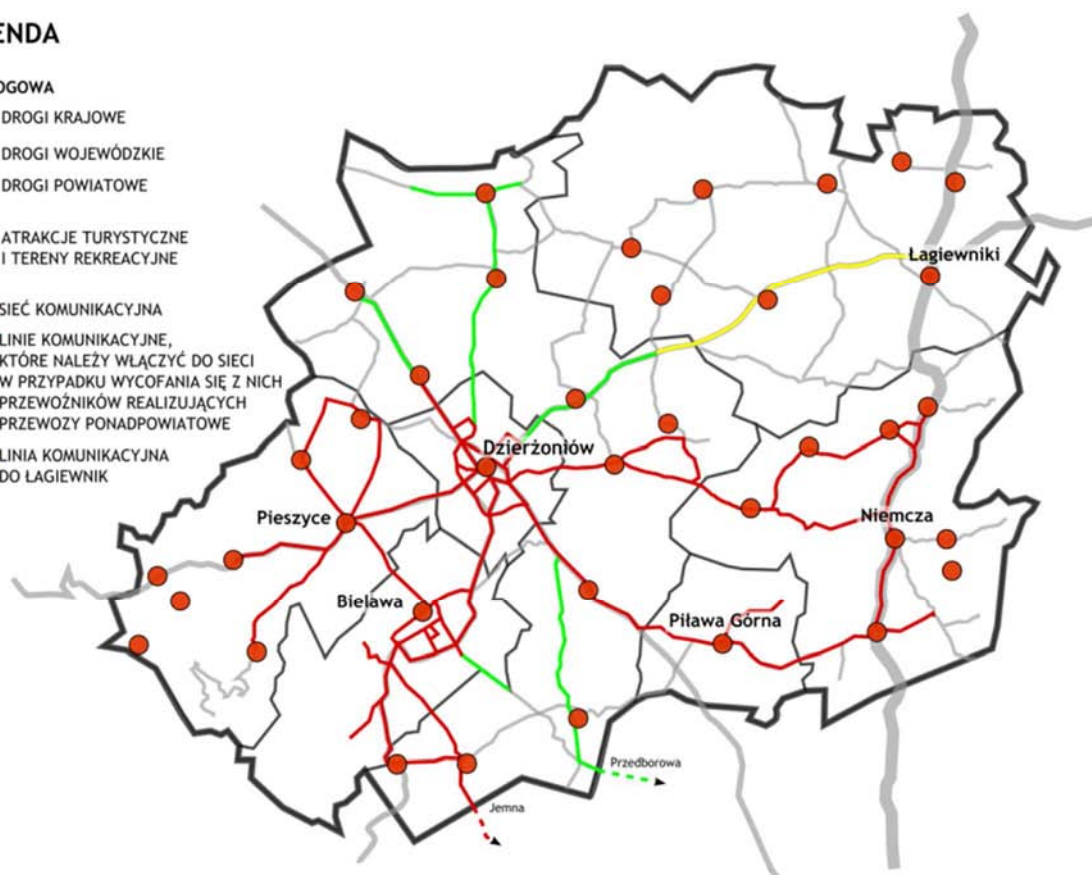 ENDA
OGOWA
DROGI KRAJOWE
DROGI WOJEWÓDZKIE
DROGI POWIATOWE
ATRAKCJE TURYSTYCZNE
I TERENY REKREACYJNE
SIEĆ KOMUNIKACYJNA
LINIE KOMUNIKACYJNE,
KTÓRE NALEŻY WŁĄCZYĆ DO SIECI
W PRZYPADKU WYCOFANIA SIĘ Z NICH
PRZEWOŹNIKÓW REALIZUJĄCYCH
PRZEWOZY PONADPOWIATOWE
LINIA KOMUNIKACYJNA
DO ŁAGIEWNIK
Łagiewniki
Dzierżoniów
Pieszyce
Niemcza
Bielawa
Piława Górna
Przedborowa
Jemna